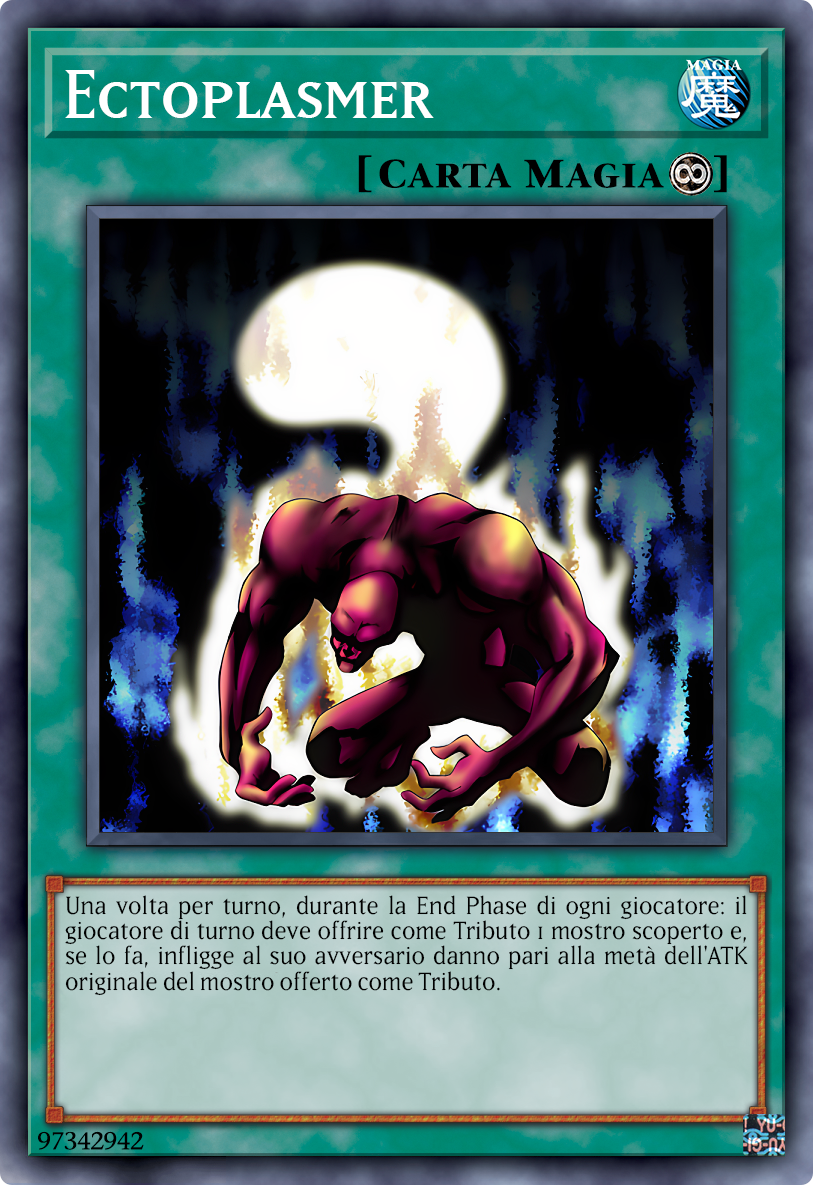 Ectoplasmer
MAGIA
魔
[Carta Magia]
Una volta per turno, durante la End Phase di ogni giocatore: il
giocatore di turno deve offrire come Tributo 1 mostro scoperto e,
se lo fa, infligge al suo avversario danno pari alla metà dell'ATK
originale del mostro offerto come Tributo.
97342942